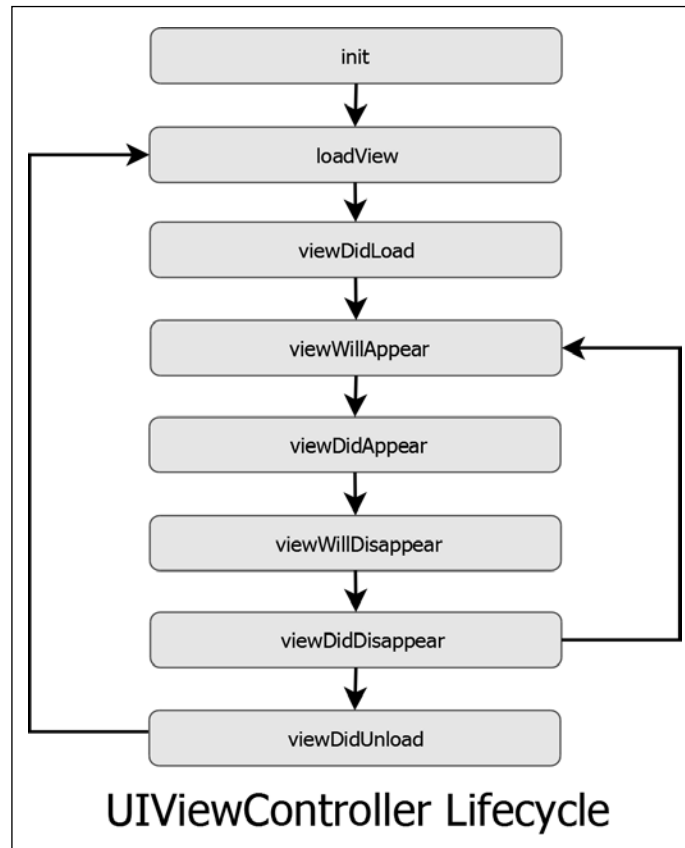 init
loadView
viewDidLoad
viewWillAppear
viewDidAppear
viewWillDisappear
viewDidDisappear
viewDidUnload
UIViewController Lifecycle